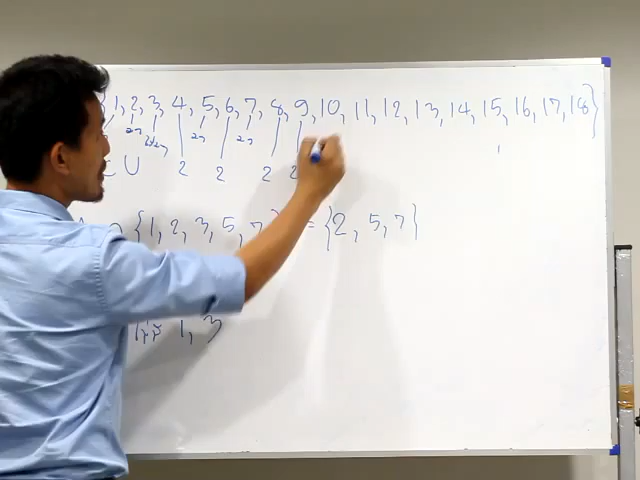 1, 2, 3, 4, 5, 6, 7, 8, 9, 10, 11, 12, 13, 14, 15, 16, 17, 18}
⊂ U 2 2 2 2
∩ {1, 2, 3, 5, 7} = {2, 5, 7}
1, 3